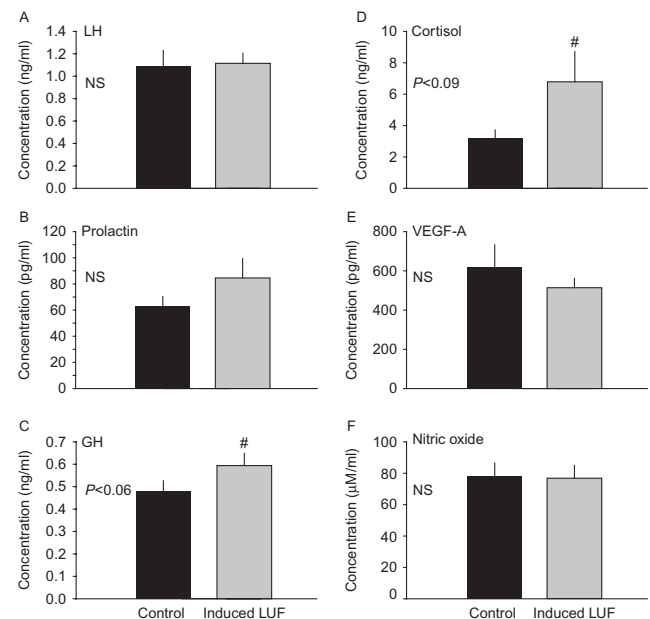 A
LH
1.4
1.2
1.0
0.8
0.6
0.4
0.2
0.0
Concentration (ng/ml)
NS
B
Prolactin
120
100
80
60
40
20
0
Concentration (pg/ml)
NS
C
GH
0.7
0.6
0.5
0.4
0.3
0.2
0.1
0.0
Concentration (ng/ml)
P<0.06
#
Control Induced LUF
D
Cortisol
10
8
6
4
2
0
Concentration (ng/ml)
P<0.09
#
E
VEGF-A
800
600
400
200
0
Concentration (pg/ml)
NS
F
Nitric oxide
100
80
60
40
20
0
Concentration (μM/ml)
NS
Control Induced LUF